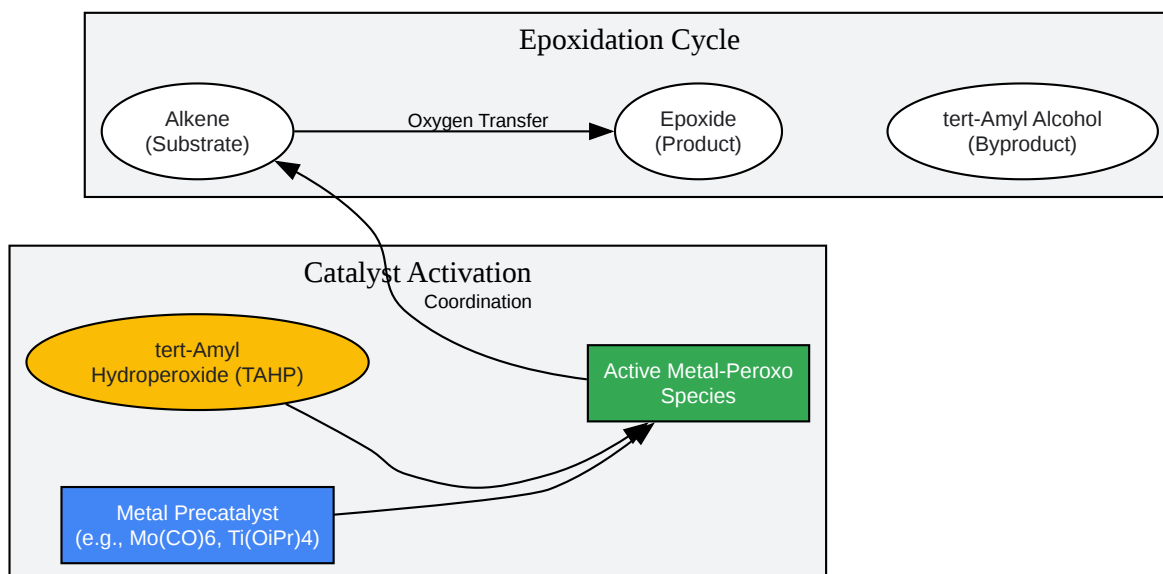 Epoxidation Cycle
Alkene
(Substrate)
Oxygen Transfer
Epoxide
(Product)
tert-Amyl Alcohol
(Byproduct)
Catalyst Activation
Coordination
tert-Amyl
Hydroperoxide (TAHP)
Active Metal-Peroxo
Species
Metal Precatalyst
(e.g., Mo(CO)6, Ti(OiPr)4)